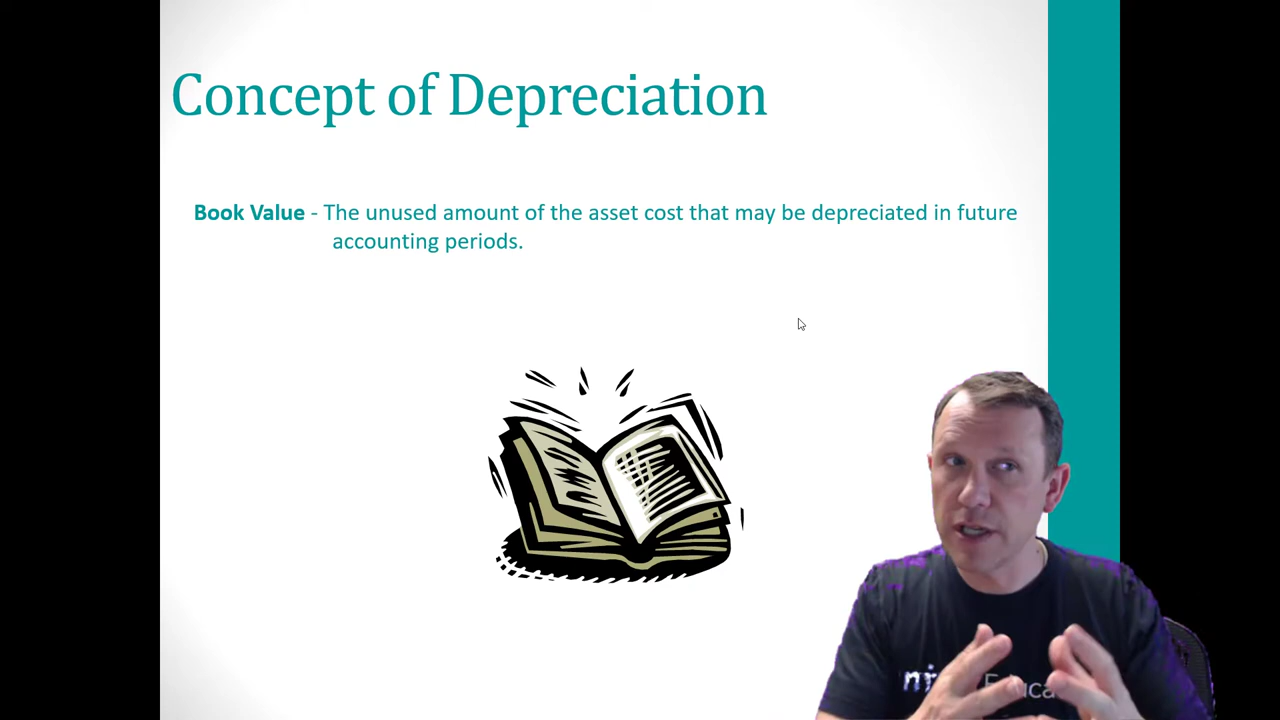 Concept of Depreciation
Book Value - The unused amount of the asset cost that may be depreciated in future
accounting periods.